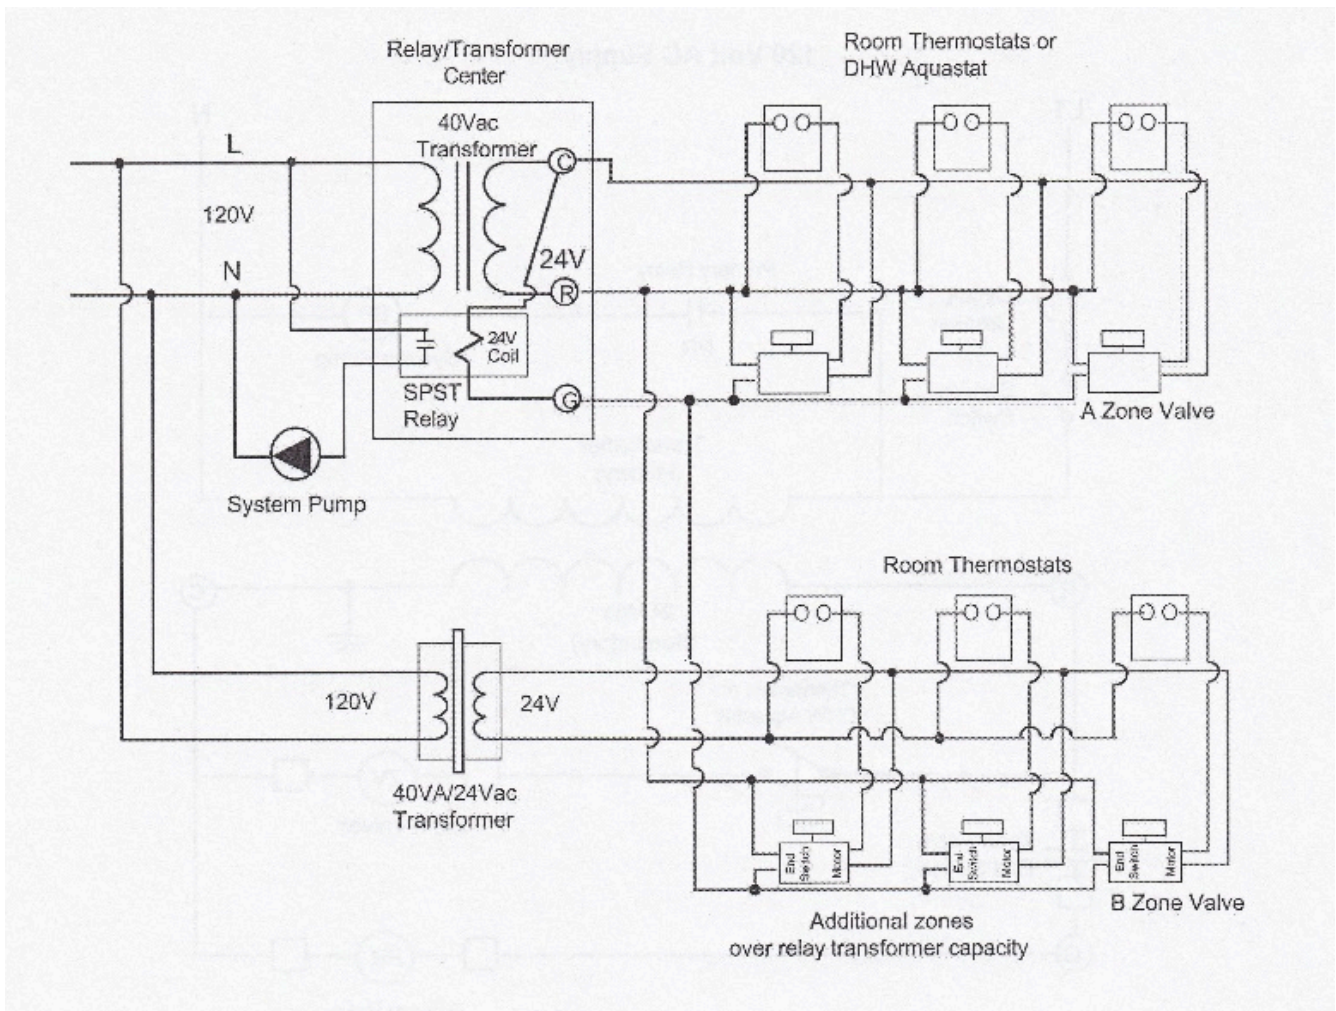 Relay/Transformer
Center
Room Thermostats or
DHW Aquastat
40Vac
Transformer
L
C
120V
N
24V
R
24V
Coil
SPST
Relay
G
A Zone Valve
System Pump
Room Thermostats
120V
24V
40VA/24Vac
Transformer
End
Switch
Motor
End
Switch
Motor
End
Switch
Motor
B Zone Valve
Additional zones
over relay transformer capacity